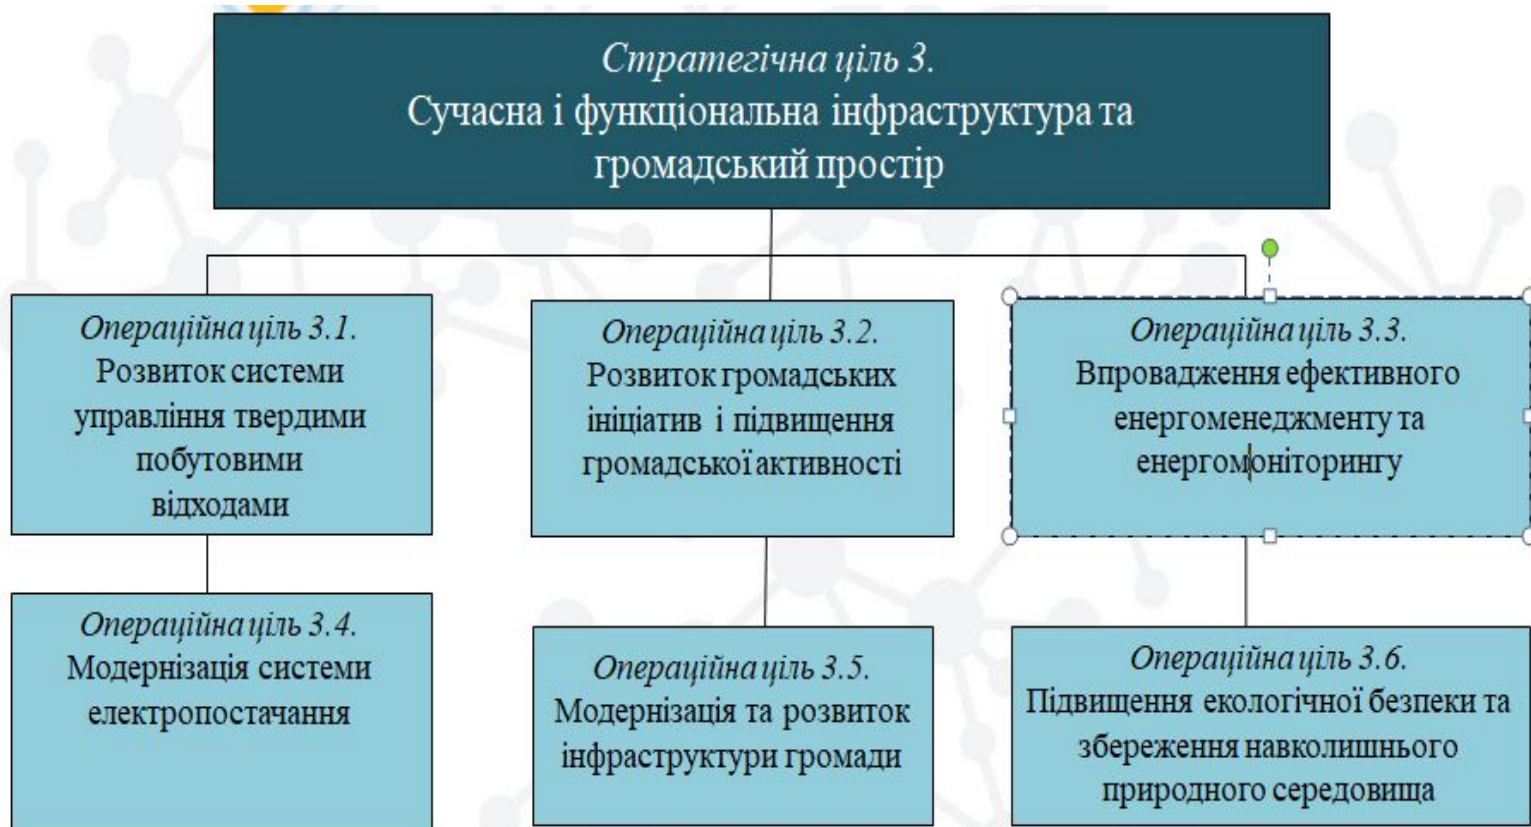 Стратегічна ціль 3.
Сучасна і функціональна інфраструктура та
громадський простір
Операційна ціль 3.1.
Розвиток системи
управління твердими
побутовими
відходами
Операційна ціль 3.2.
Розвиток громадських
ініціатив і підвищення
громадської активності
Операційна ціль 3.3.
Впровадження ефективного
енергоменеджменту та
енергомоніторингу
Операційна ціль 3.4.
Модернізація системи
електропостачання
Операційна ціль 3.5.
Модернізація та розвиток
інфраструктури громади
Операційна ціль 3.6.
Підвищення екологічної безпеки та
збереження навколишнього
природного середовища